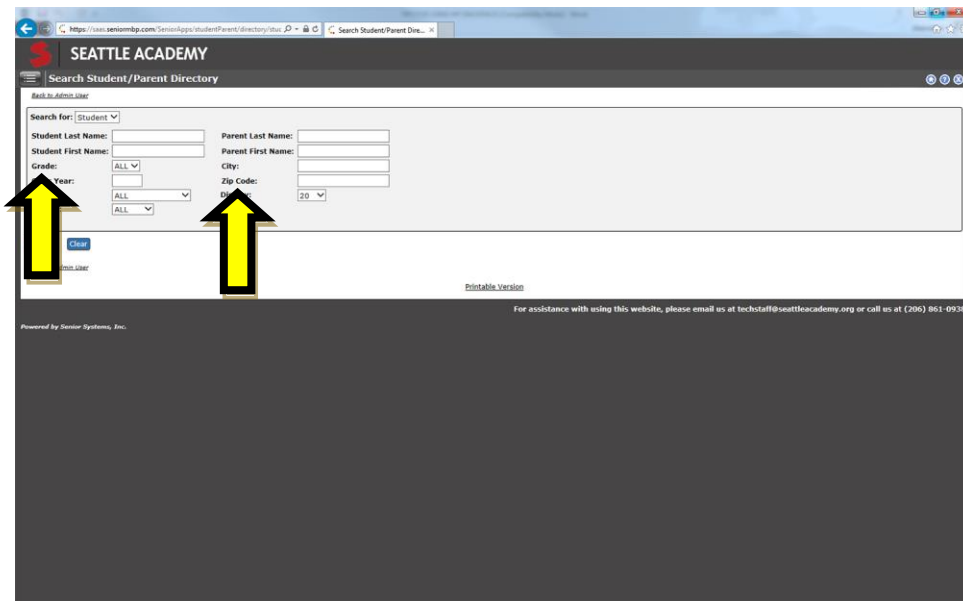 https://saas.seniormbp.com/SeniorApps/studentParent/directory/stuc
Search Student/Parent Dire...
SEATTLE ACADEMY
Search Student/Parent Directory
Back to Admin User
Search for: Student
Student Last Name: Parent Last Name:
Student First Name: Parent First Name:
Grade: ALL City:
Year: Zip Code:
ALL 20
ALL
Clear
Admin User
Printable Version
For assistance with using this website, please email us at techstaff@seattleacademy.org or call us at (206) 861-093
Powered by Senior Systems, Inc.